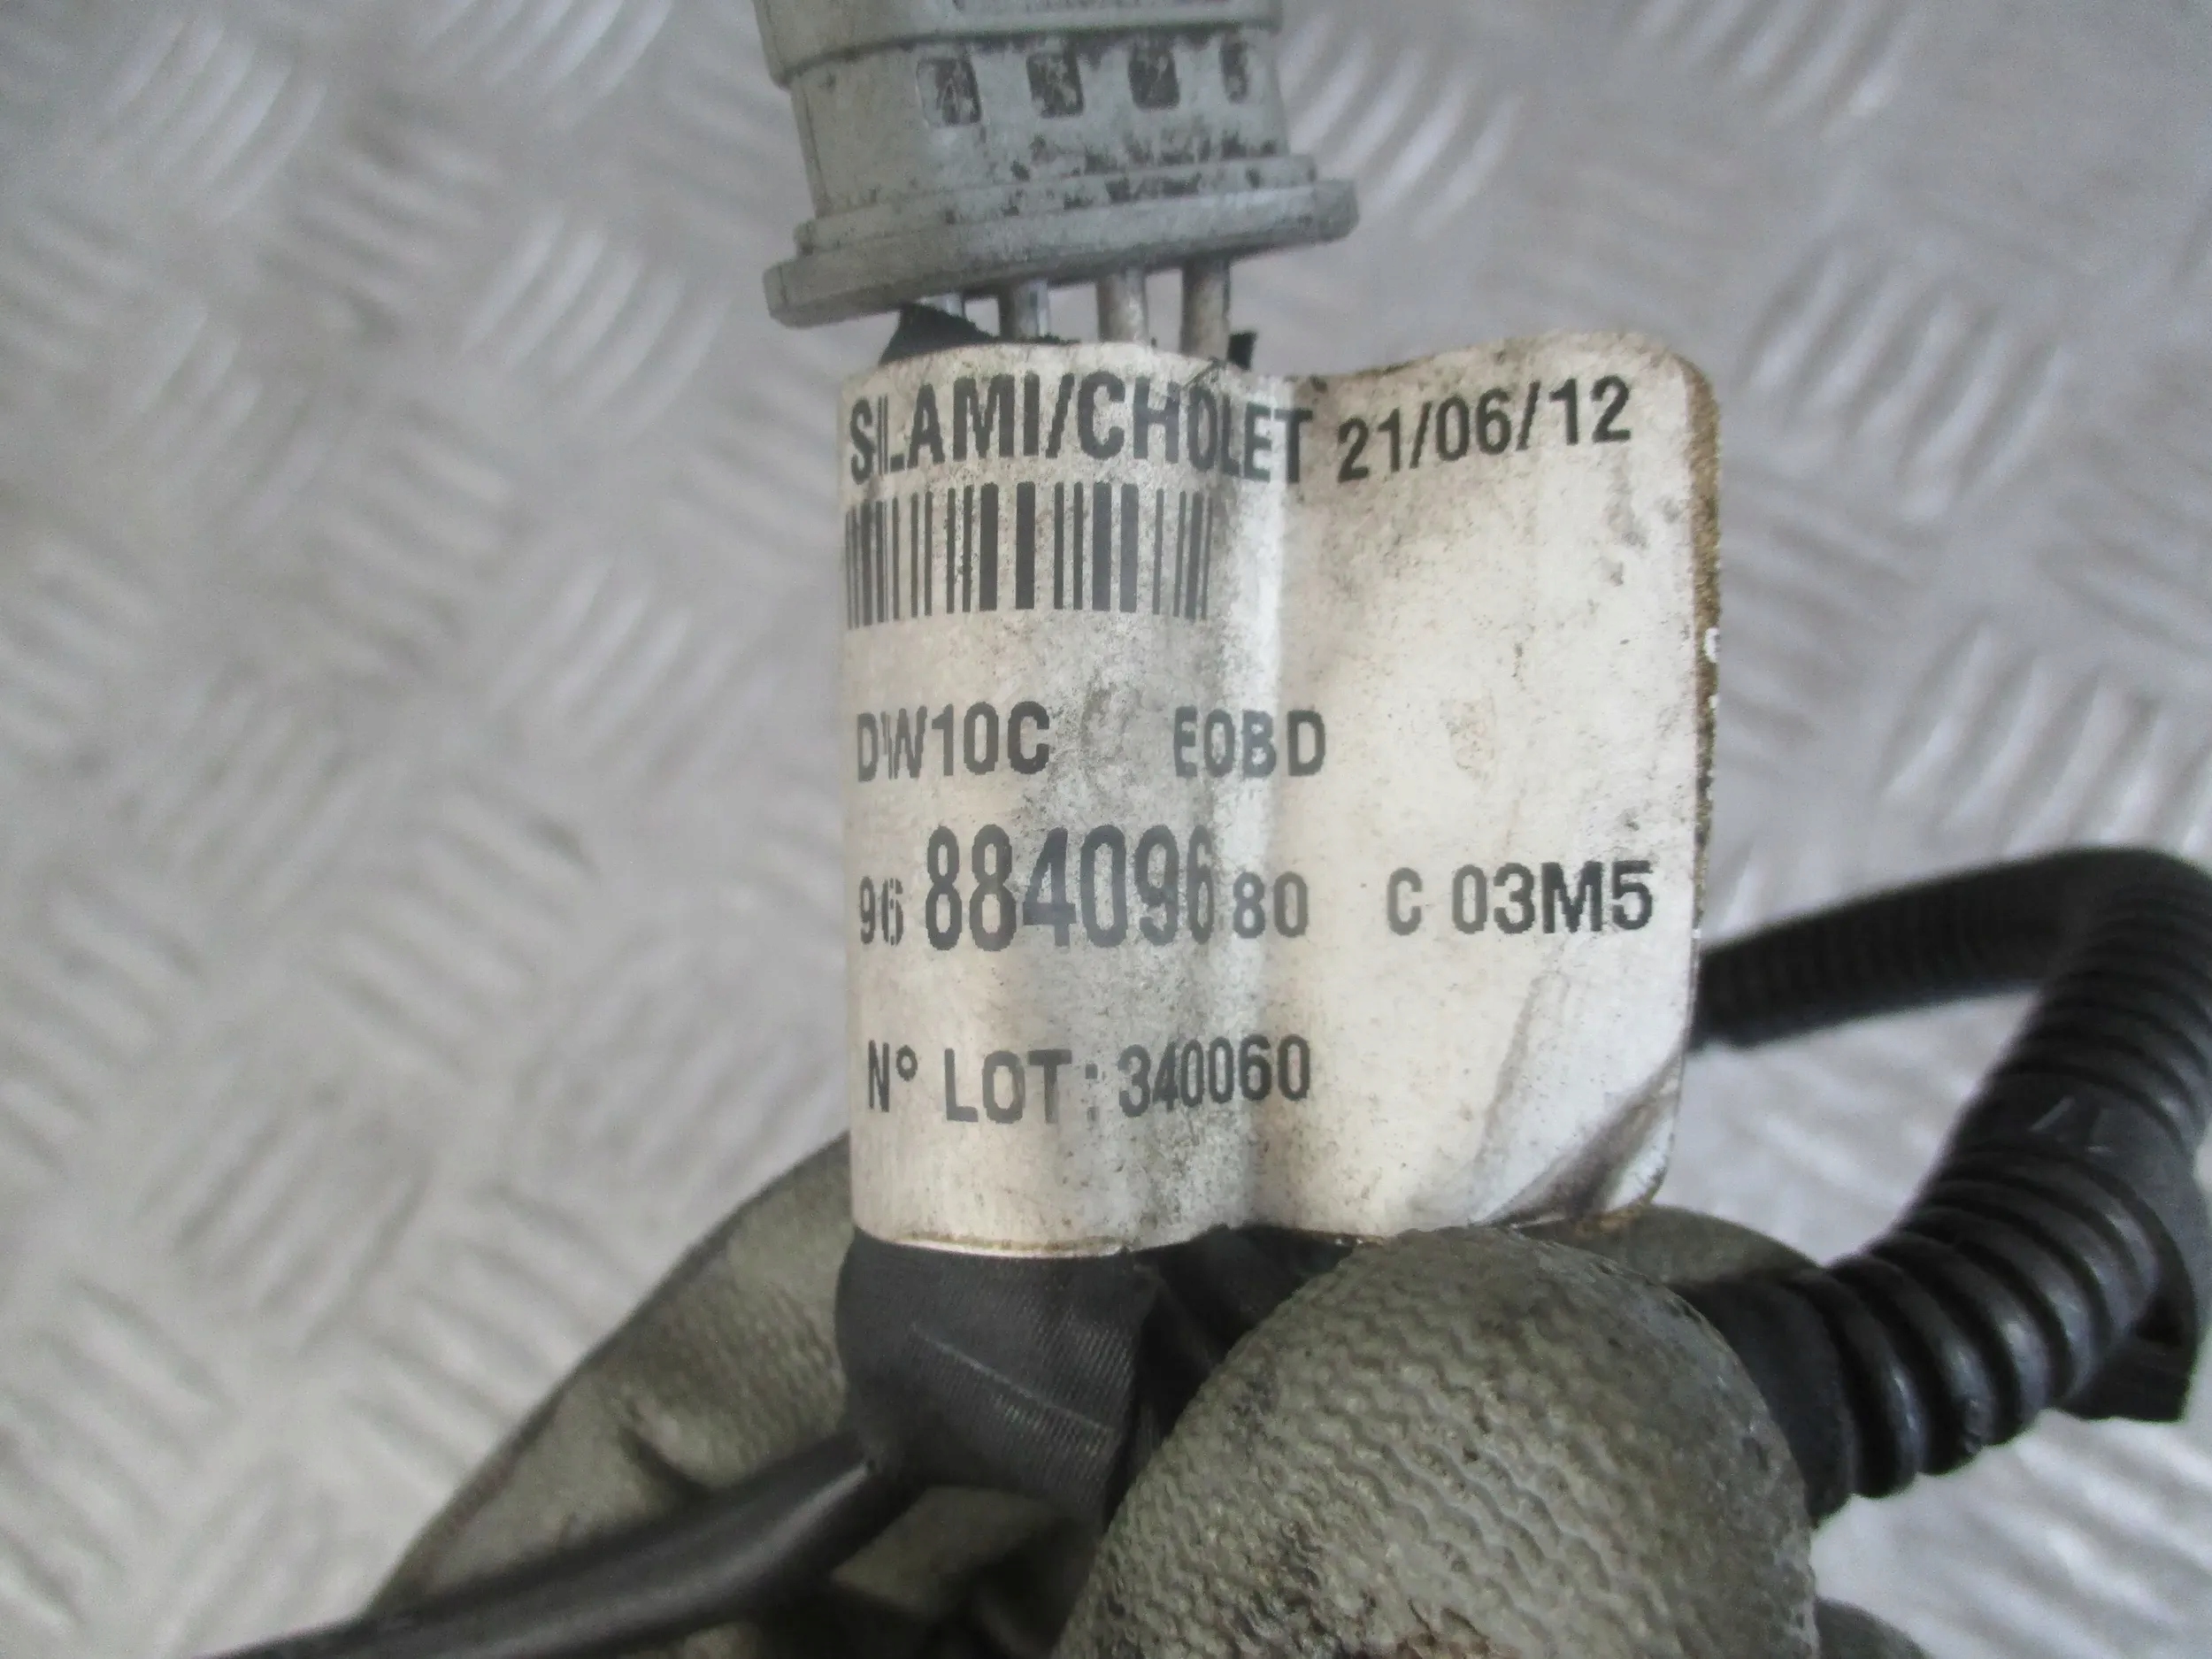 SILAMI/CHOLET 21/06/12
DW10C EOBD
96 884096 80 C 03M5
N° LOT: 340060